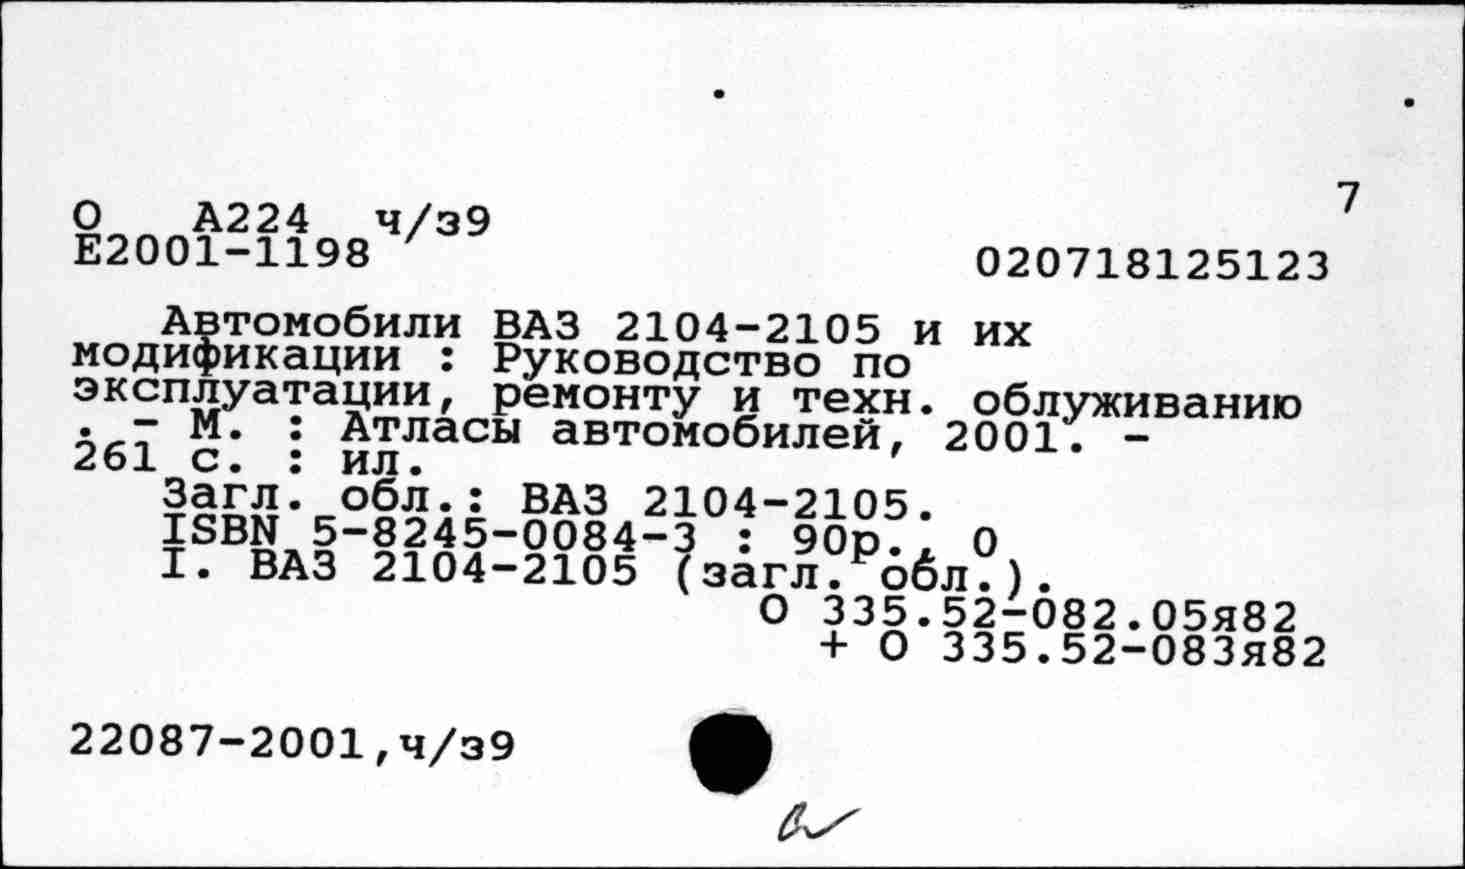 7
О А224 ч/з9
Е2001-1198
020718125123
Автомобили ВАЗ 2104-2105 и их
модификации : Руководство по
эксплуатации, ремонту и техн. облуживанию
. - М. : Атласы автомобилей, 2001. -
261 с. : ил.
Загл. обл.: ВАЗ 2104-2105.
ISBN 5-8245-0084-3 : 90р., 0
I. ВАЗ 2104-2105 (загл. обл.).
О 335.52-082.05я82
+ О 335.52-083я82
22087-2001,ч/з9